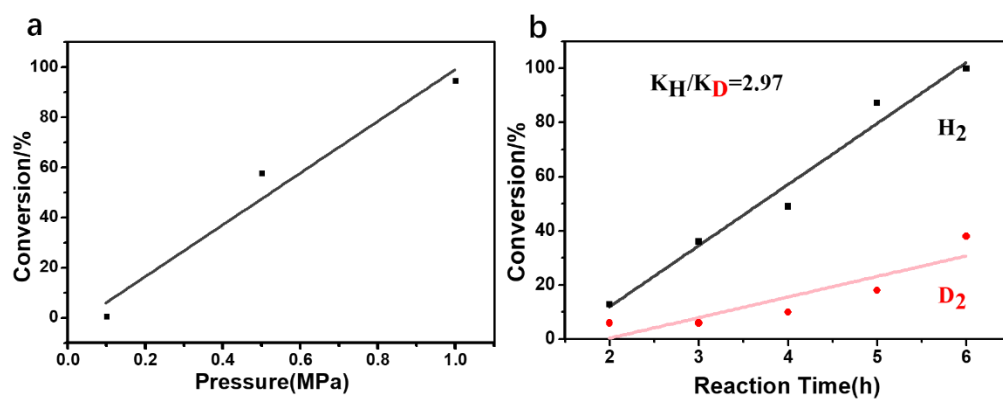 a
Conversion/%
100
80
60
40
20
0
0.0 0.2 0.4 0.6 0.8 1.0
Pressure(MPa)
b
Conversion/%
100
80
60
40
20
0
KH/KD=2.97
H2
D2
2 3 4 5 6
Reaction Time(h)